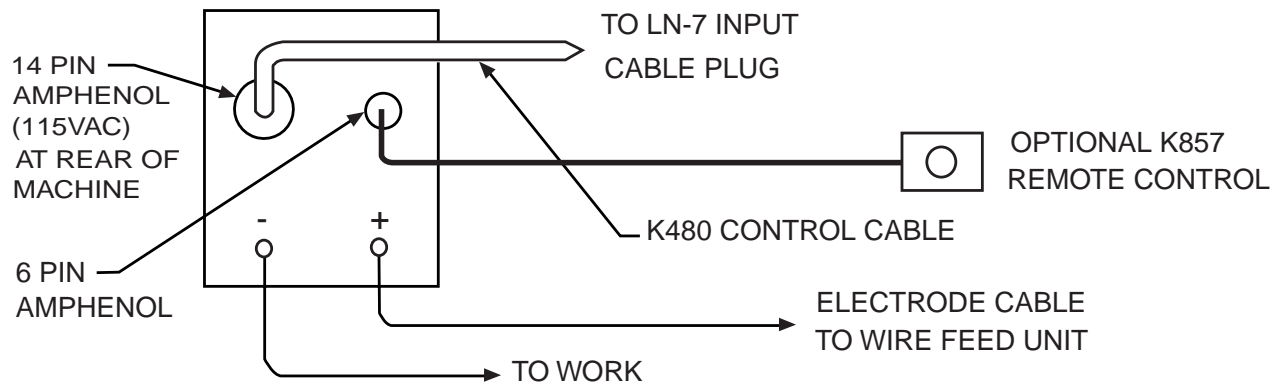 TO LN-7 INPUT
CABLE PLUG
14 PIN
AMPHENOL
(115VAC)
AT REAR OF
MACHINE
OPTIONAL K857
REMOTE CONTROL
- +
K480 CONTROL CABLE
6 PIN
AMPHENOL
ELECTRODE CABLE
TO WIRE FEED UNIT
TO WORK